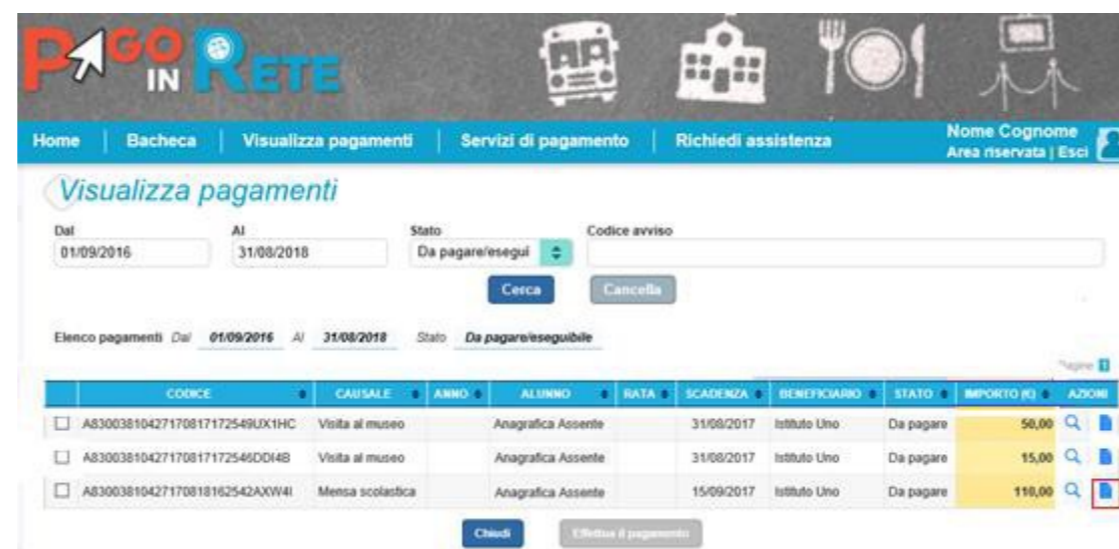 PAGO IN RETE
Home | Bacheca | Visualizza pagamenti | Servizi di pagamento | Richiedi assistenza
Nome Cognome
Area riservata | Esci
Visualizza pagamenti
Dal Al Stato Codice avviso
01/09/2016 31/08/2018 Da pagare/esegui
Cerca Cancella
Elenco pagamenti Dal 01/09/2016 Al 31/08/2018 Stato Da pagare/eseguibile
Pagine 1
CODICE CAUSALE ANNO ALUNNO RATA SCADENZA BENEFICIARIO STATO IMPORTO (€) AZIONI
A83003810427170817172549UX1HC Visita al museo Anagrafica Assente 31/08/2017 Istituto Uno Da pagare 50,00
A83003810427170817172546DDI4B Visita al museo Anagrafica Assente 31/08/2017 Istituto Uno Da pagare 15,00
A83003810427170818162542AXW4I Mensa scolastica Anagrafica Assente 15/09/2017 Istituto Uno Da pagare 110,00
Chiudi Effettua il pagamento